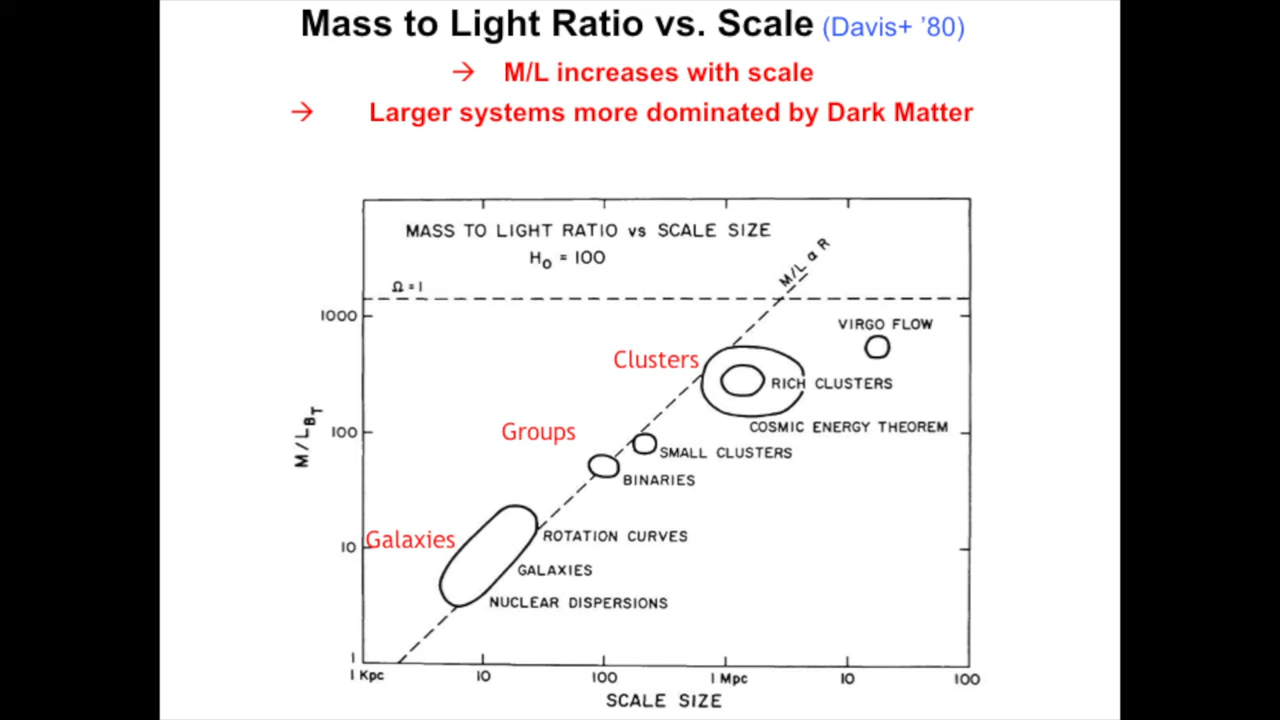 Mass to Light Ratio vs. Scale (Davis+ ’80)
→ M/L increases with scale
→ Larger systems more dominated by Dark Matter
MASS TO LIGHT RATIO vs SCALE SIZE
H₀ = 100
M/L α R
Ω = 1
1000
VIRGO FLOW
Clusters
RICH CLUSTERS
COSMIC ENERGY THEOREM
Groups
100
SMALL CLUSTERS
BINARIES
M/L_B_T
Galaxies
10
ROTATION CURVES
GALAXIES
NUCLEAR DISPERSIONS
1
1 Kpc 10 100 1 Mpc 10 100
SCALE SIZE